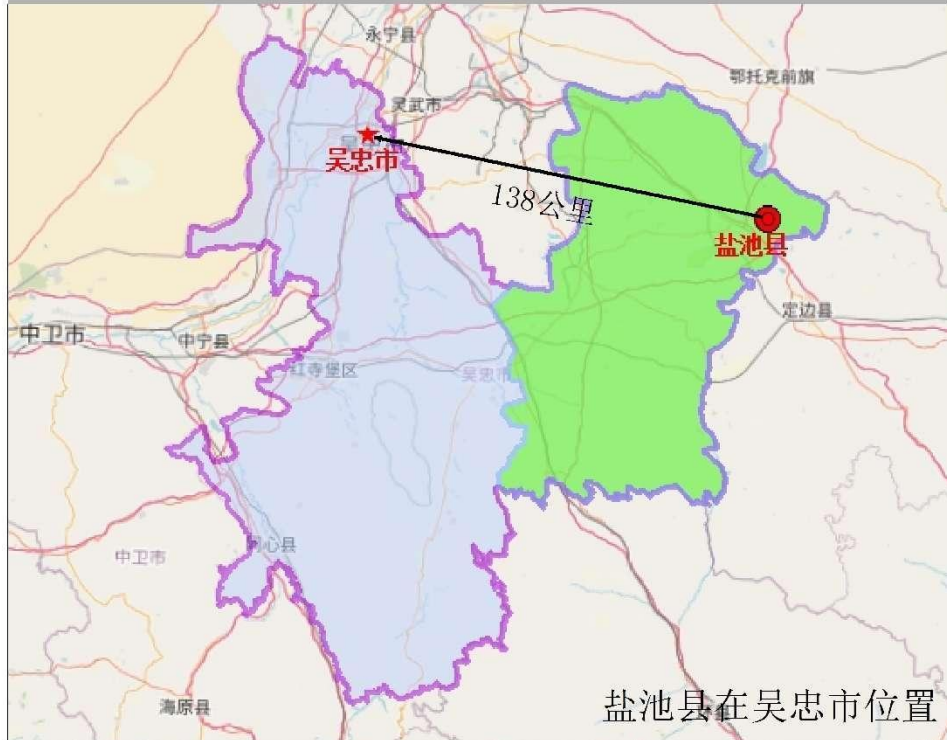 永宁县
鄂托克前旗
灵武市
吴忠市
138公里
盐池县
定边县
中卫市
中宁县
红寺堡区
吴忠市
同心县
中卫市
海原县
盐池县在吴忠市位置